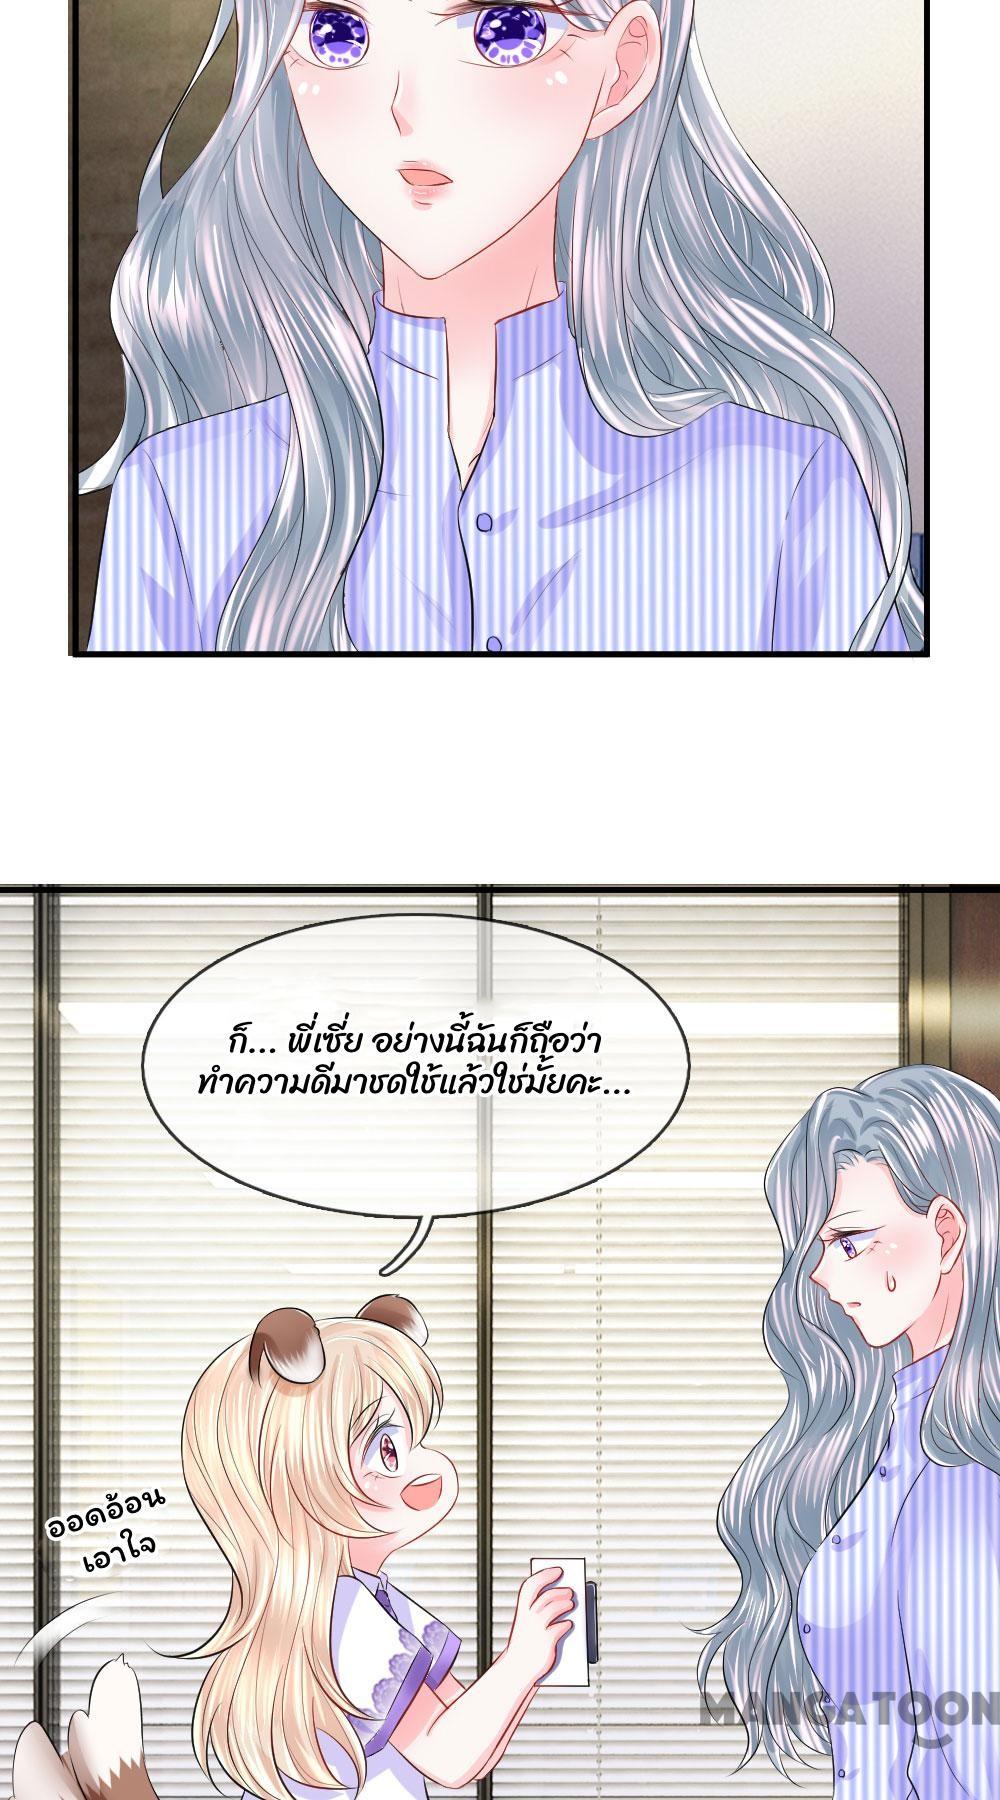 ก็... พี่เซี่ย อย่างนี้ฉันก็ถือว่า
ทำความดีมาชดใช้แล้วใช่มั้ยคะ...
ออดอ้อน
เอาใจ
MANGATOON